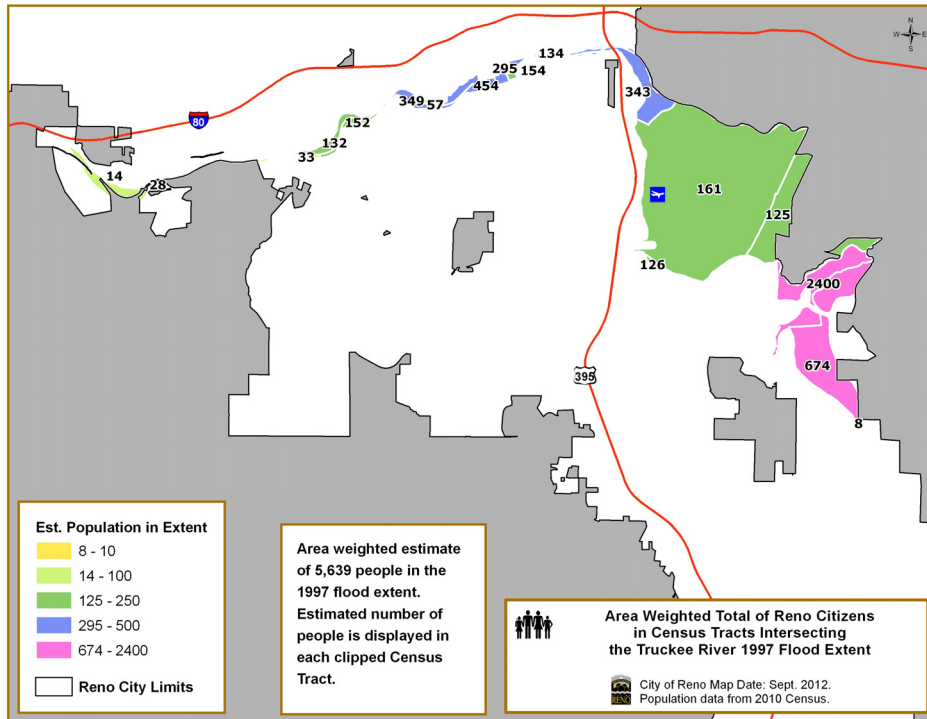 N
W E
S
134
295
154
454
343
349
57
80
152
132
33
14
28
161
125
126
2400
674
395
8
Est. Population in Extent
8 - 10
14 - 100
125 - 250
295 - 500
674 - 2400
Reno City Limits
Area weighted estimate
of 5,639 people in the
1997 flood extent.
Estimated number of
people is displayed in
each clipped Census
Tract.
Area Weighted Total of Reno Citizens
in Census Tracts Intersecting
the Truckee River 1997 Flood Extent
RENO
City of Reno Map Date: Sept. 2012.
Population data from 2010 Census.